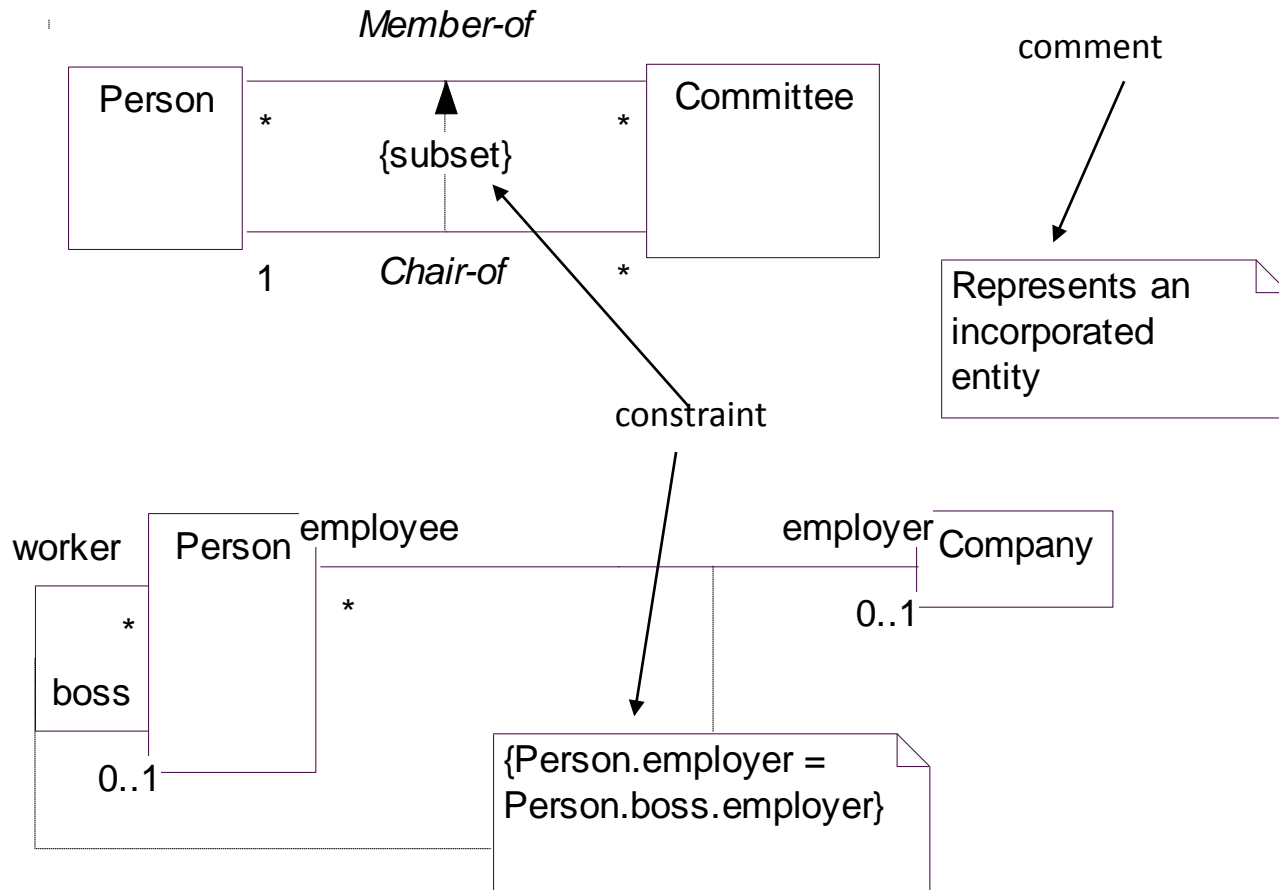 Member-of
comment
Person
Committee
*
*
{subset}
1
Chair-of
*
Represents an
incorporated
entity
constraint
worker
Person
employee
employer
Company
*
*
0..1
boss
0..1
{Person.employer =
Person.boss.employer}